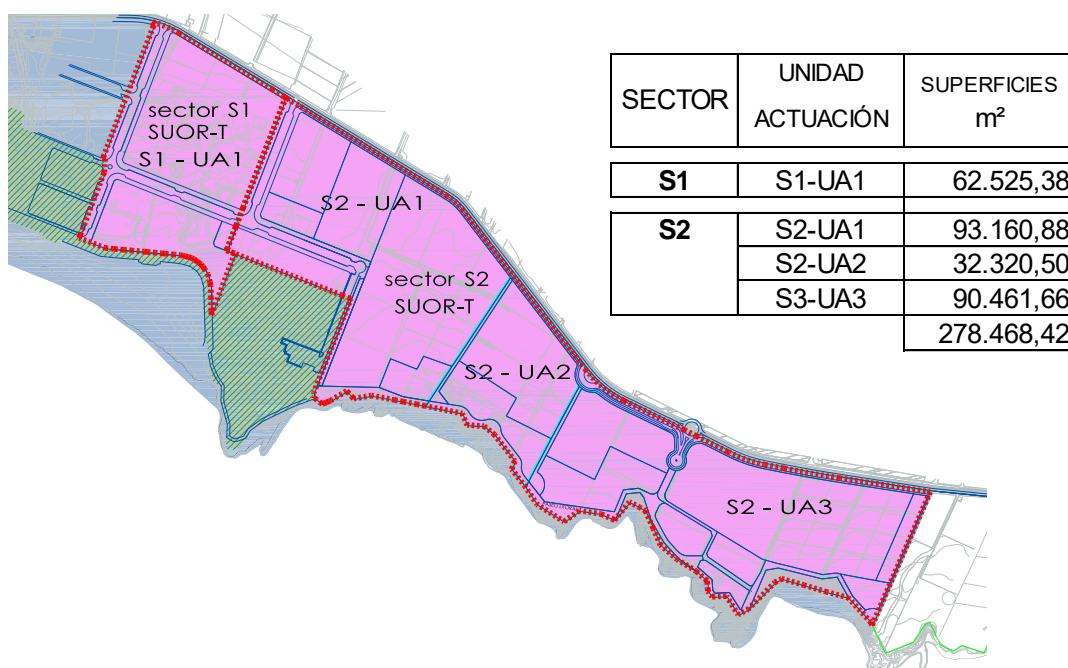 sector S1
SUOR-T
S1 - UA1
S2 - UA1
sector S2
SUOR-T
S2 - UA2
S2 - UA3
SECTOR UNIDAD ACTUACIÓN SUPERFICIES m²
S1 S1-UA1 62.525,38
S2 S2-UA1 93.160,88
S2-UA2 32.320,50
S3-UA3 90.461,66
278.468,42